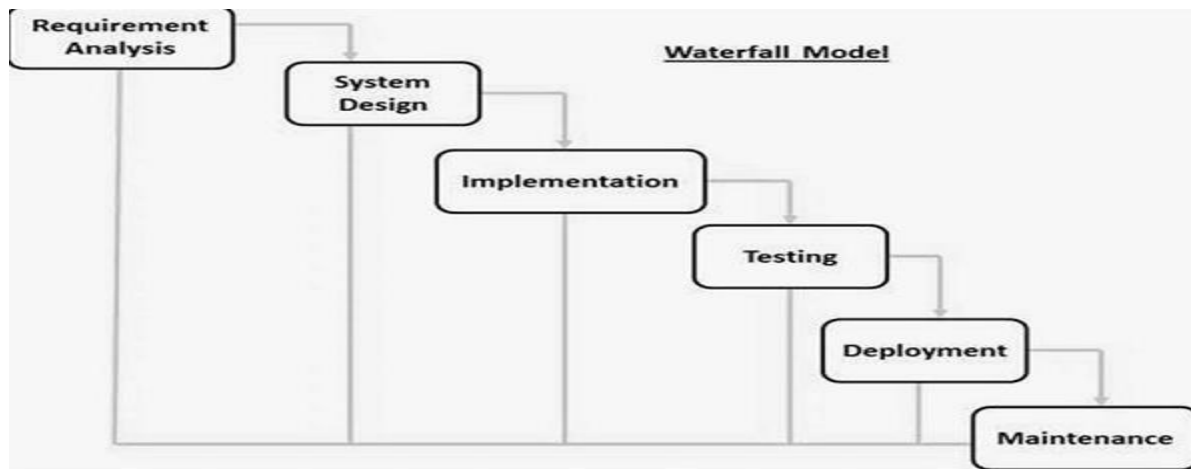 Requirement
Analysis
Waterfall Model
System
Design
Implementation
Testing
Deployment
Maintenance